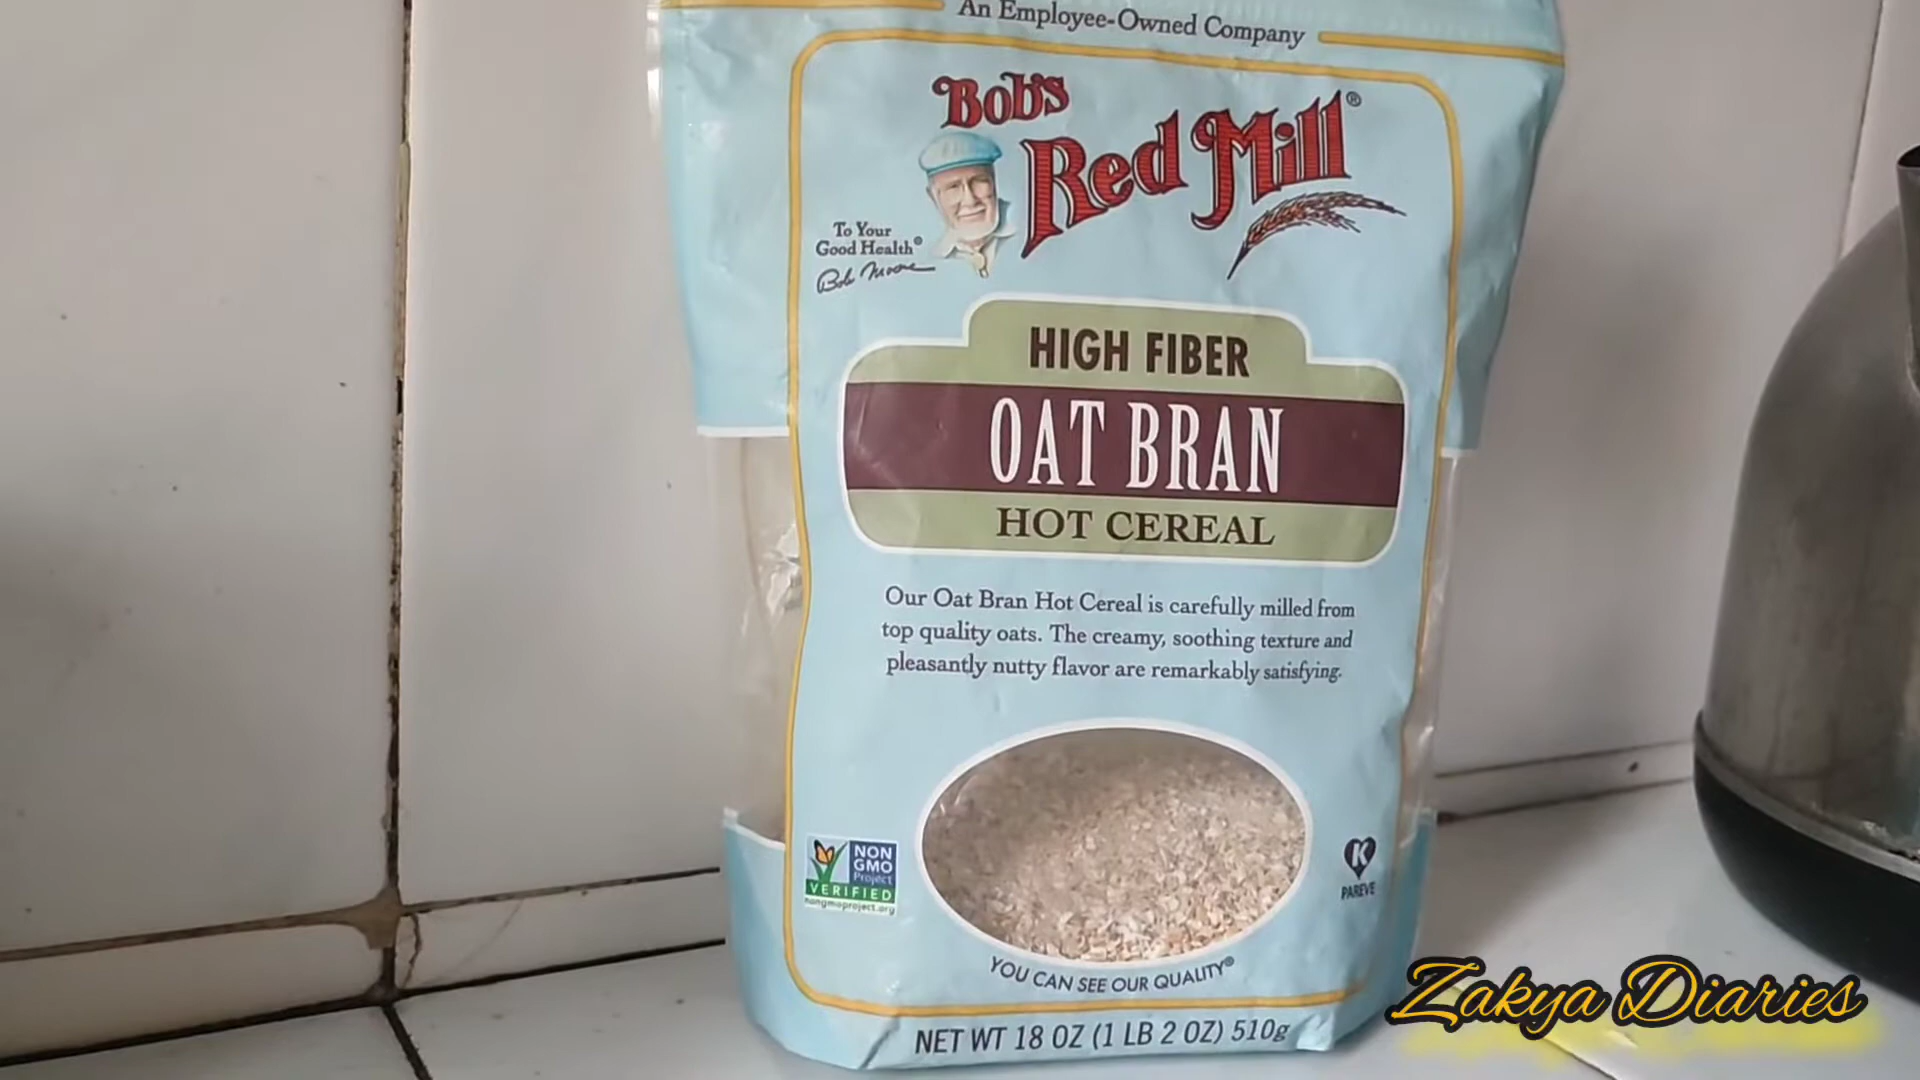 An Employee-Owned Company
Bob's
Red Mill®
To Your
Good Health®
Bob Moore
HIGH FIBER
OAT BRAN
HOT CEREAL
Our Oat Bran Hot Cereal is carefully milled from
top quality oats. The creamy, soothing texture and
pleasantly nutty flavor are remarkably satisfying.
NON
GMO
Project
VERIFIED
nongmoproject.org
K
PAREVE
YOU CAN SEE OUR QUALITY®
NET WT 18 OZ (1 LB 2 OZ) 510g
Zakya Diaries